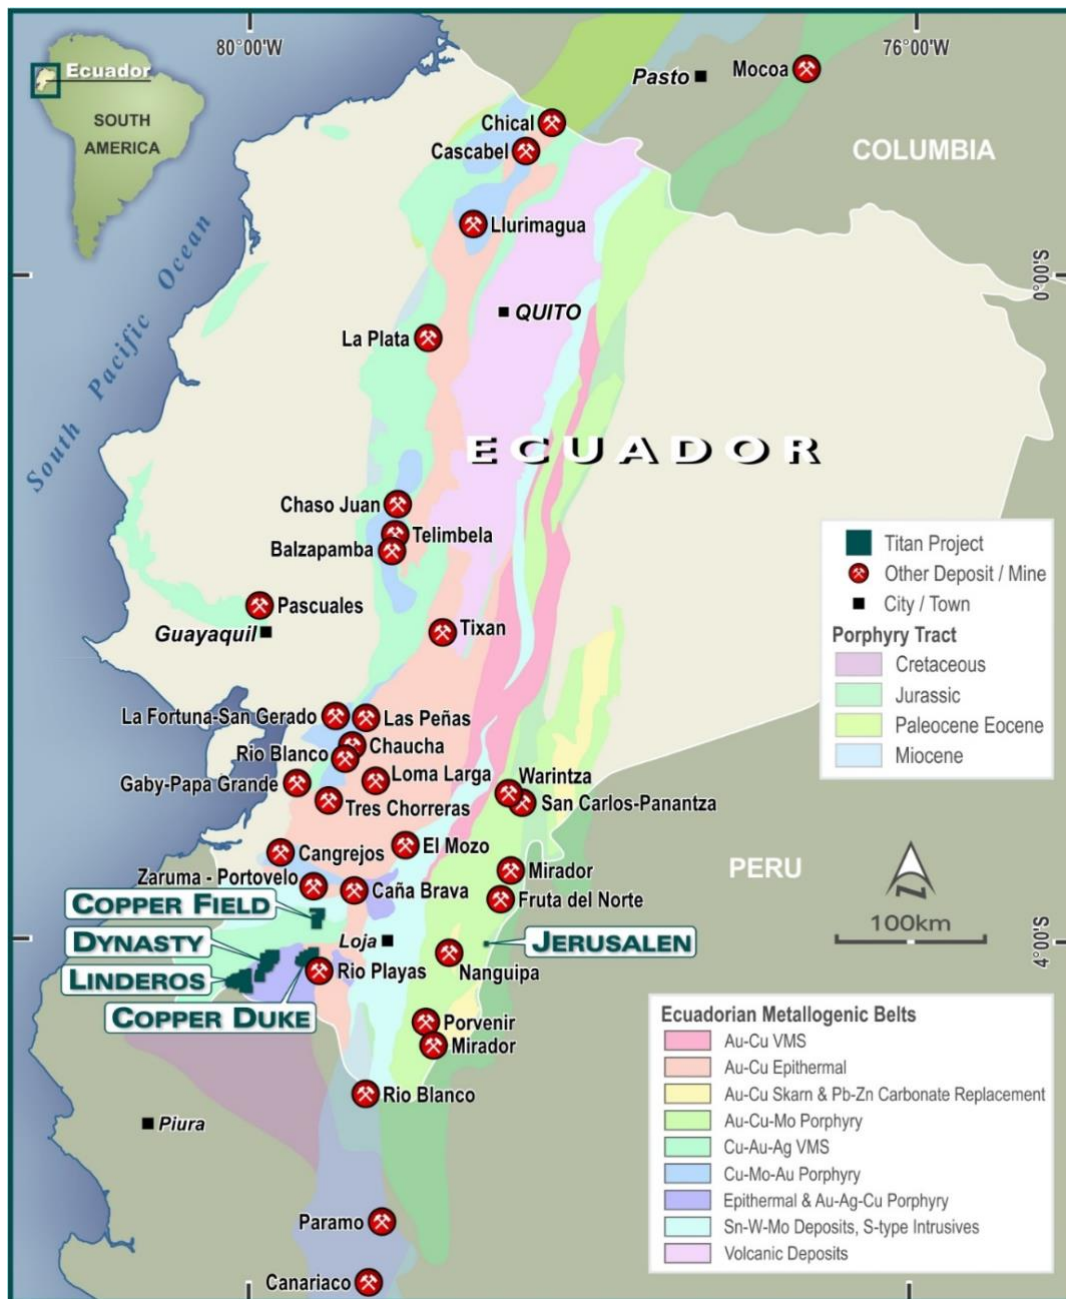 80°00'W
76°00'W
Ecuador
SOUTH
AMERICA
Pasto
Mocoa
Chical
Cascabel
COLUMBIA
Llurimagua
South Pacific Ocean
0°00'S
QUITO
La Plata
ECUADOR
Chaso Juan
Telimbela
Balzapamba
Pascuales
Guayaquil
Tixan
Titan Project
Other Deposit / Mine
City / Town
Porphyry Tract
Cretaceous
Jurassic
Paleocene Eocene
Miocene
La Fortuna-San Gerado
Las Peñas
Chaucha
Rio Blanco
Loma Larga
Gaby-Papa Grande
Tres Chorreras
Warintza
San Carlos-Panantza
El Mozo
Cangrejos
Mirador
PERU
Zaruma - Portovelo
Caña Brava
Fruta del Norte
N
100km
COPPER FIELD
DYNASTY
Loja
JERUSALEN
4°00'S
LINDEROS
Rio Playas
Nanguipa
COPPER DUKE
Porvenir
Mirador
Rio Blanco
Piura
Paramo
Canariaco
Ecuadorian Metallogenic Belts
Au-Cu VMS
Au-Cu Epithermal
Au-Cu Skarn & Pb-Zn Carbonate Replacement
Au-Cu-Mo Porphyry
Cu-Au-Ag VMS
Cu-Mo-Au Porphyry
Epithermal & Au-Ag-Cu Porphyry
Sn-W-Mo Deposits, S-type Intrusives
Volcanic Deposits